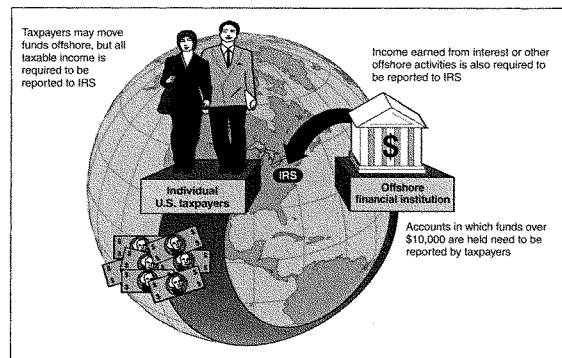 Taxpayers may move
funds offshore, but all
taxable income is
required to be
reported to IRS
Income earned from interest or other
offshore activities is also required to
be reported to IRS
$
IRS
Individual
U.S. taxpayers
Offshore
financial institution
Accounts in which funds over
$10,000 are held need to be
reported by taxpayers